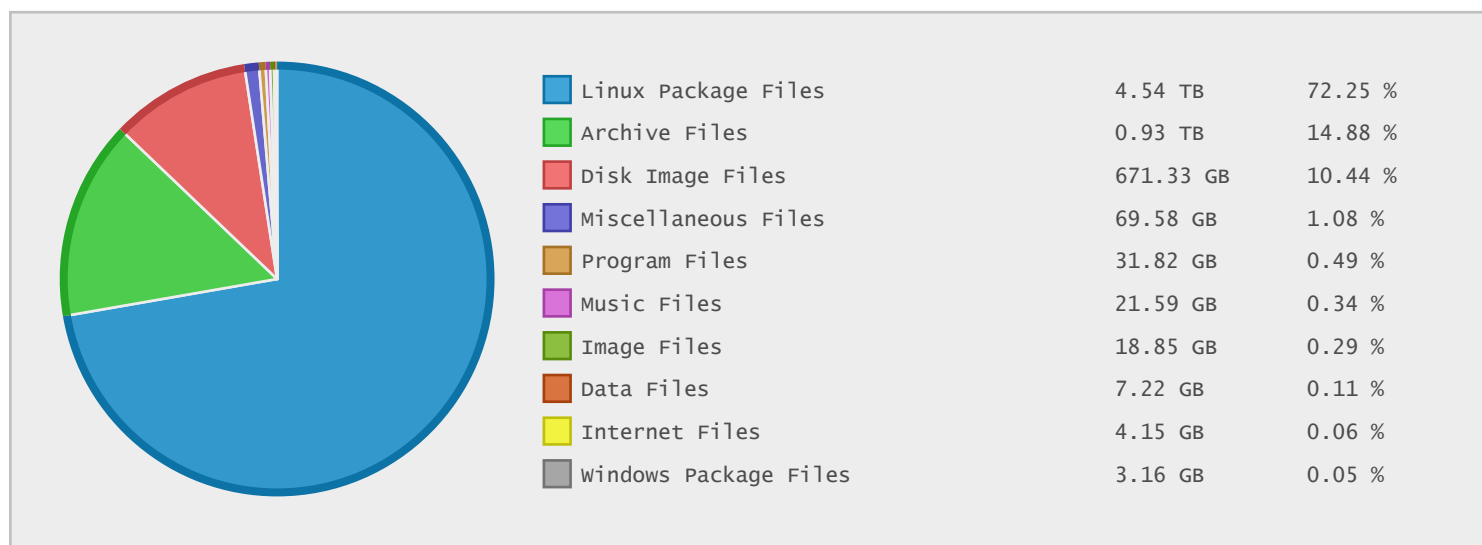 Linux Package Files 4.54 TB 72.25 %
Archive Files 0.93 TB 14.88 %
Disk Image Files 671.33 GB 10.44 %
Miscellaneous Files 69.58 GB 1.08 %
Program Files 31.82 GB 0.49 %
Music Files 21.59 GB 0.34 %
Image Files 18.85 GB 0.29 %
Data Files 7.22 GB 0.11 %
Internet Files 4.15 GB 0.06 %
Windows Package Files 3.16 GB 0.05 %